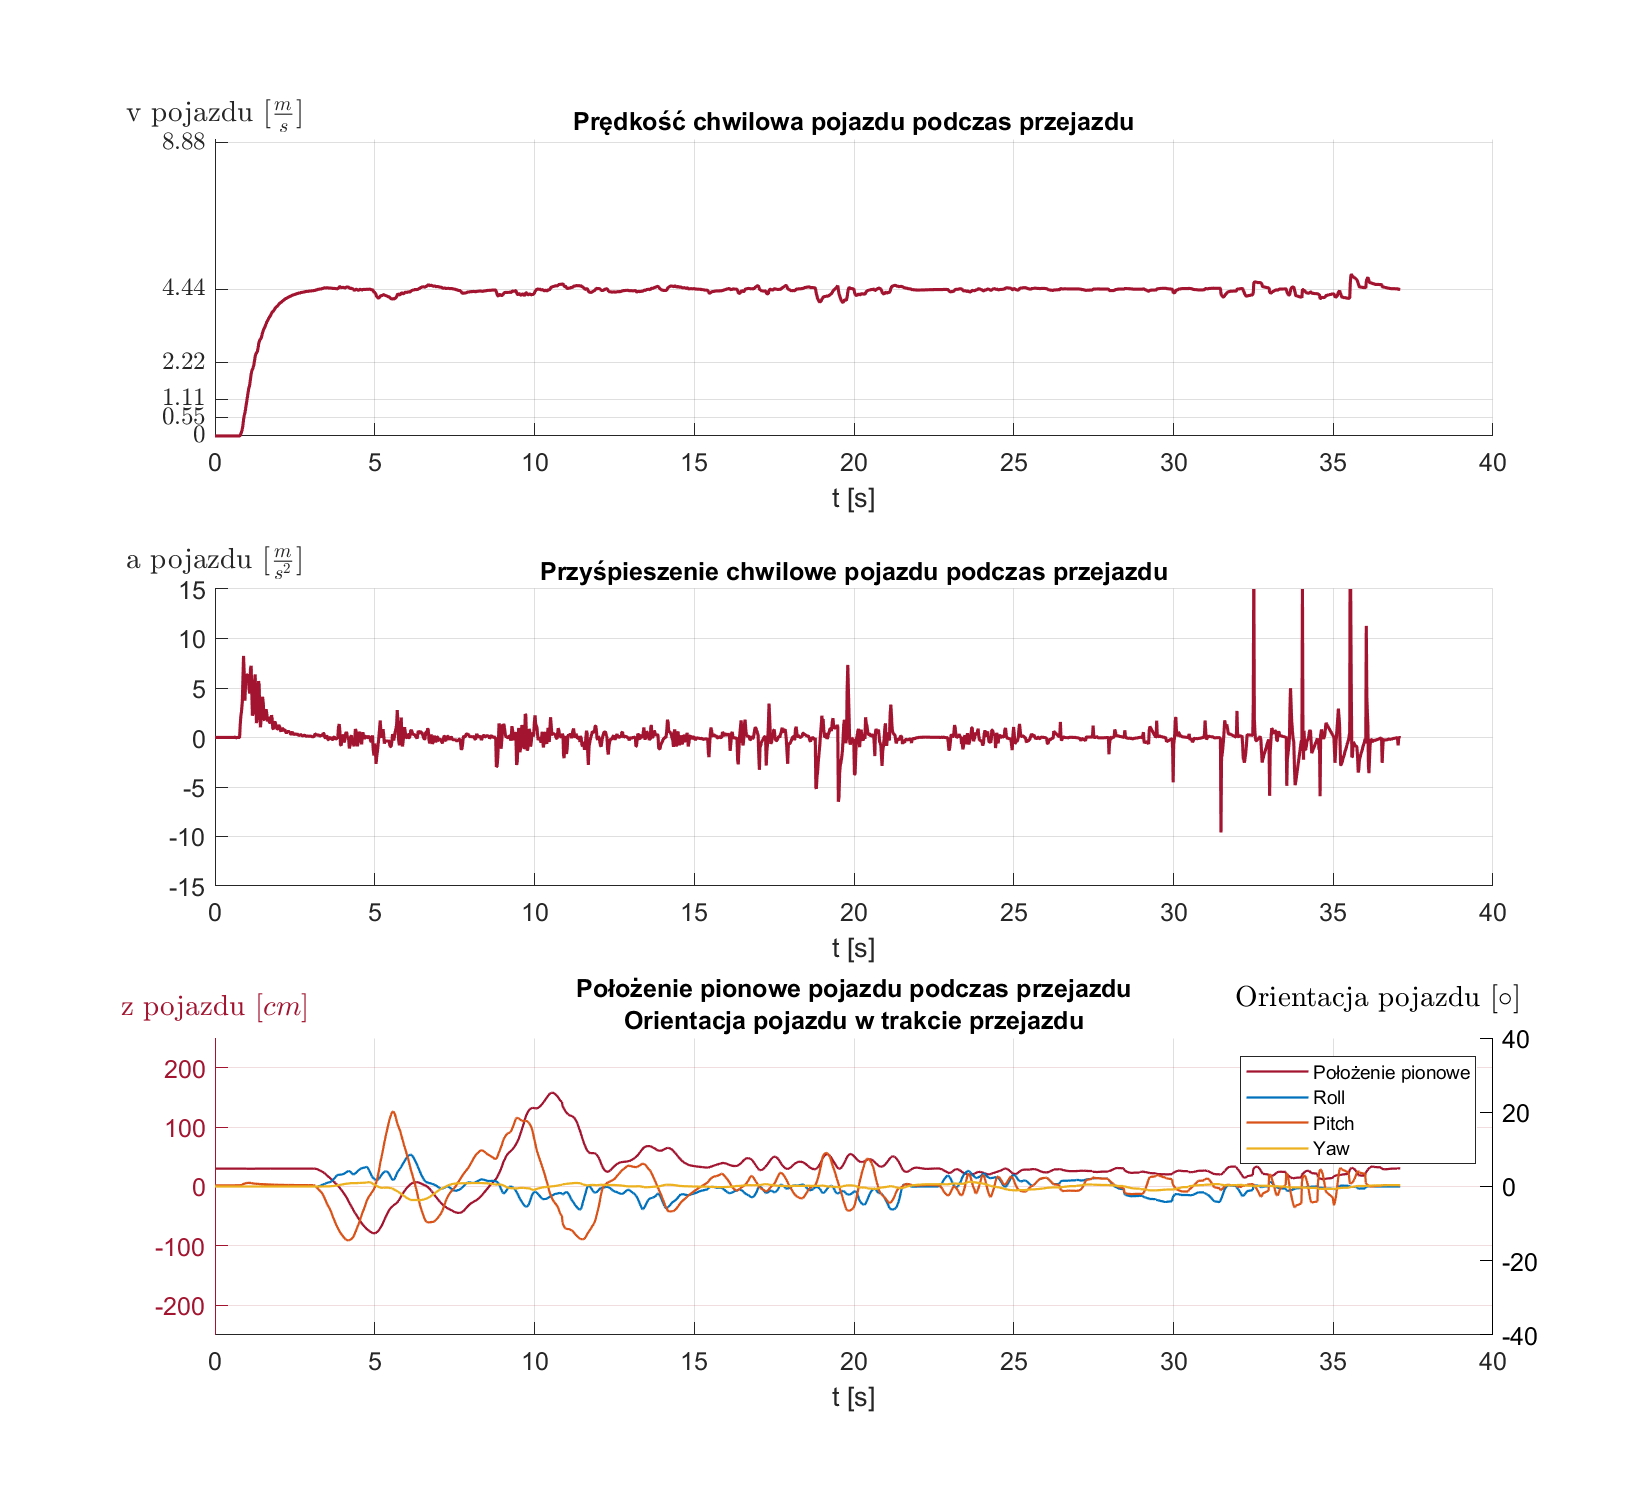 v pojazdu [m/s]
Prędkość chwilowa pojazdu podczas przejazdu
8.88
4.44
2.22
1.11
0.55
0
0 5 10 15 20 25 30 35 40
t [s]
a pojazdu [m/s²]
Przyśpieszenie chwilowe pojazdu podczas przejazdu
15
10
5
0
-5
-10
-15
0 5 10 15 20 25 30 35 40
t [s]
z pojazdu [cm]
Położenie pionowe pojazdu podczas przejazdu
Orientacja pojazdu w trakcie przejazdu
Orientacja pojazdu [∘]
200
100
0
-100
-200
40
20
0
-20
-40
Położenie pionowe
Roll
Pitch
Yaw
0 5 10 15 20 25 30 35 40
t [s]